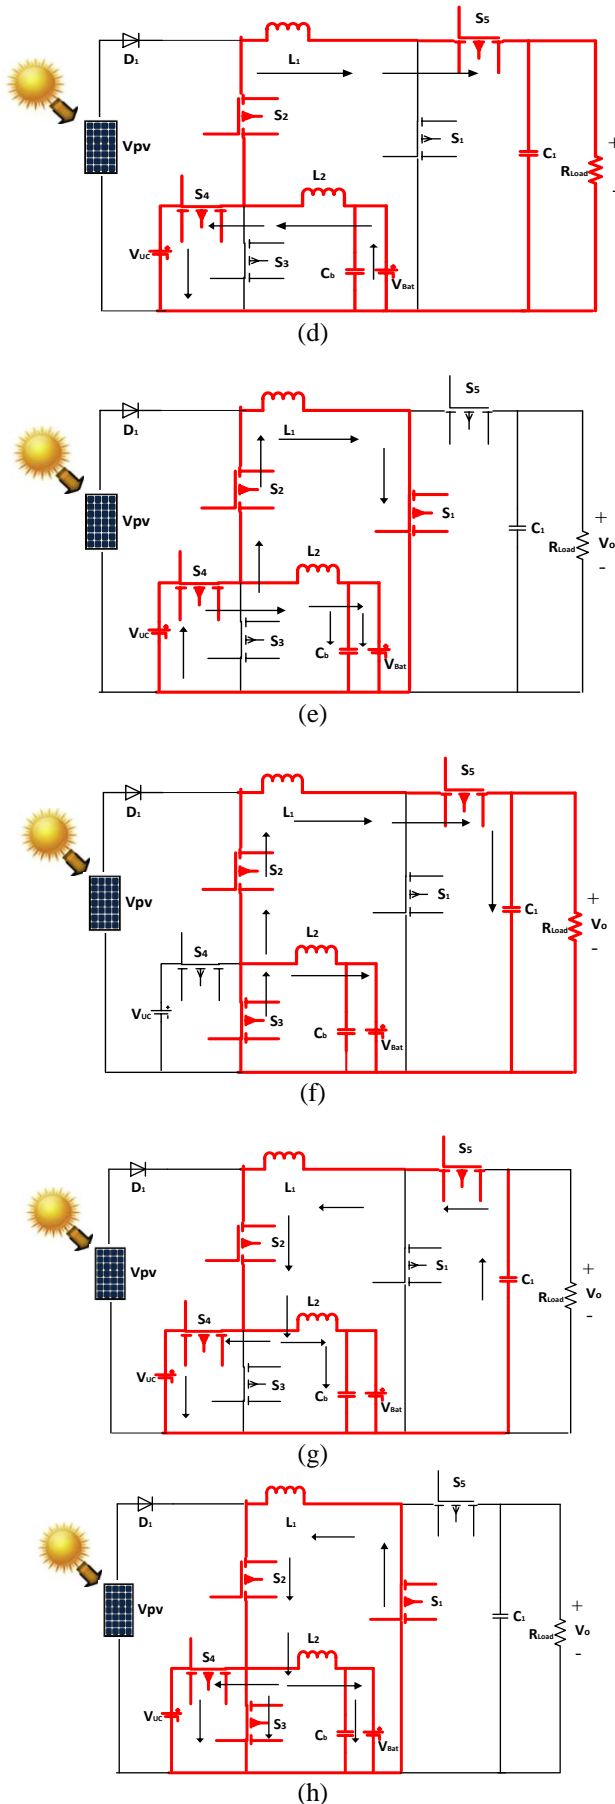 S5
D1
L1
Vpv
S2
S1
C1
+
RLoad
-
S4
L2
VUC
S3
Cb
VBat
(d)
S5
D1
L1
Vpv
S2
S1
C1
+
RLoad
Vo
-
S4
L2
VUC
S3
Cb
VBat
(e)
S5
D1
L1
Vpv
S2
S1
C1
+
RLoad
Vo
-
S4
L2
VUC
S3
Cb
VBat
(f)
S5
D1
L1
Vpv
S2
S1
C1
+
RLoad
Vo
-
S4
L2
VUC
S3
Cb
VBat
(g)
S5
D1
L1
Vpv
S2
S1
C1
+
RLoad
Vo
-
S4
L2
VUC
S3
Cb
VBat
(h)